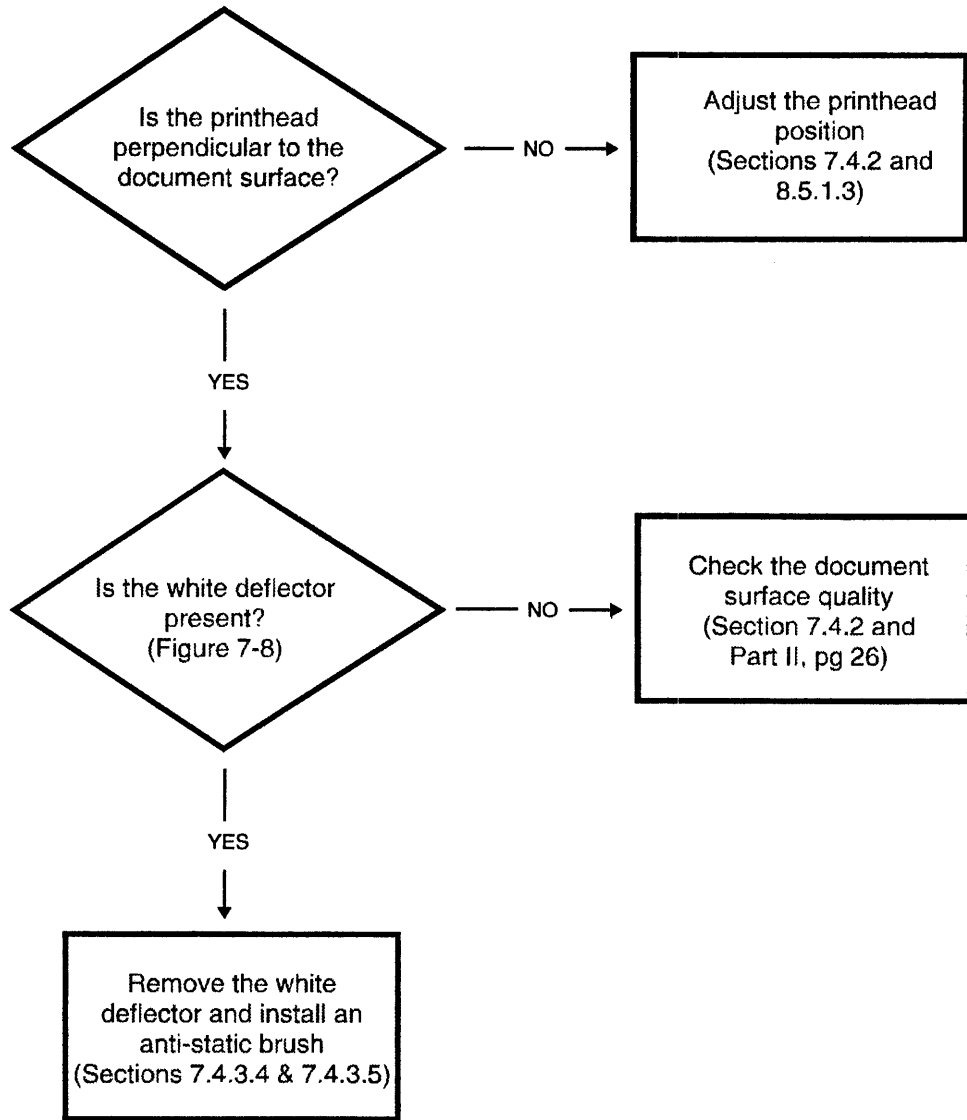 Is the printhead
perpendicular to the
document surface?
NO
Adjust the printhead
position
(Sections 7.4.2 and
8.5.1.3)
YES
Is the white deflector
present?
(Figure 7-8)
NO
Check the document
surface quality
(Section 7.4.2 and
Part II, pg 26)
YES
Remove the white
deflector and install an
anti-static brush
(Sections 7.4.3.4 & 7.4.3.5)